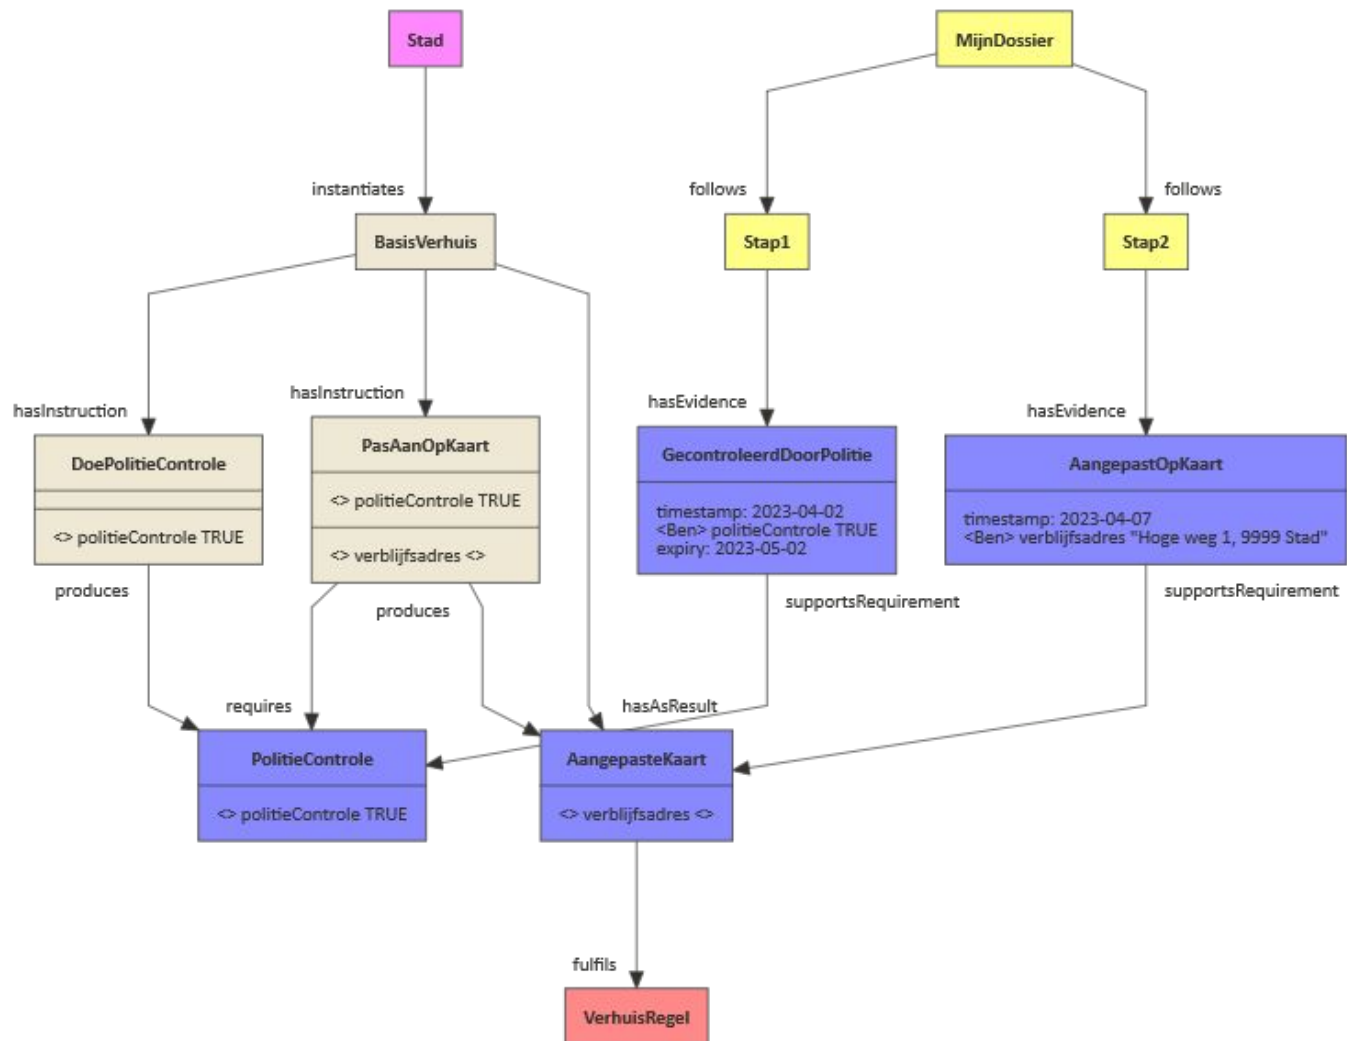 Stad
MijnDossier
instantiates
follows
follows
BasisVerhuis
Stap1
Stap2
hasInstruction
hasInstruction
hasEvidence
hasEvidence
DoePolitieControle
<> politieControle TRUE
PasAanOpKaart
<> politieControle TRUE
<> verblijfsadres <>
GecontroleerdDoorPolitie
timestamp: 2023-04-02
<Ben> politieControle TRUE
expiry: 2023-05-02
AangepastOpKaart
timestamp: 2023-04-07
<Ben> verblijfsadres "Hoge weg 1, 9999 Stad"
produces
produces
supportsRequirement
supportsRequirement
requires
hasAsResult
PolitieControle
<> politieControle TRUE
AangepasteKaart
<> verblijfsadres <>
fulfils
VerhuisRegel